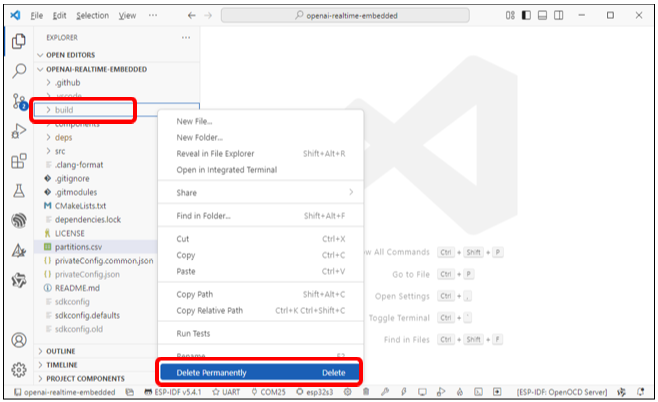 File Edit Selection View ··· openai-realtime-embedded
EXPLORER ···
OPEN EDITORS
OPENAI-REALTIME-EMBEDDED
.github
.vscode
build
components
deps
src
.clang-format
.gitignore
.gitmodules
CMakeLists.txt
dependencies.lock
LICENSE
partitions.csv
privateConfig.common.json
privateConfig.json
README.md
sdkconfig
sdkconfig.defaults
sdkconfig.old
OUTLINE
TIMELINE
PROJECT COMPONENTS
New File...
New Folder...
Reveal in File Explorer Shift+Alt+R
Open in Integrated Terminal
Share
Find in Folder... Shift+Alt+F
Cut Ctrl+X
Copy Ctrl+C
Paste Ctrl+V
Copy Path Shift+Alt+C
Copy Relative Path Ctrl+K Ctrl+Shift+C
Run Tests
Rename... F2
Delete Permanently Delete
w All Commands Ctrl + Shift + P
Go to File Ctrl + P
Open Settings Ctrl + ,
Toggle Terminal Ctrl + `
Find in Files Ctrl + Shift + F
openai-realtime-embedded ESP-IDF v5.4.1 UART COM25 esp32s3 [ESP-IDF: OpenOCD Server]